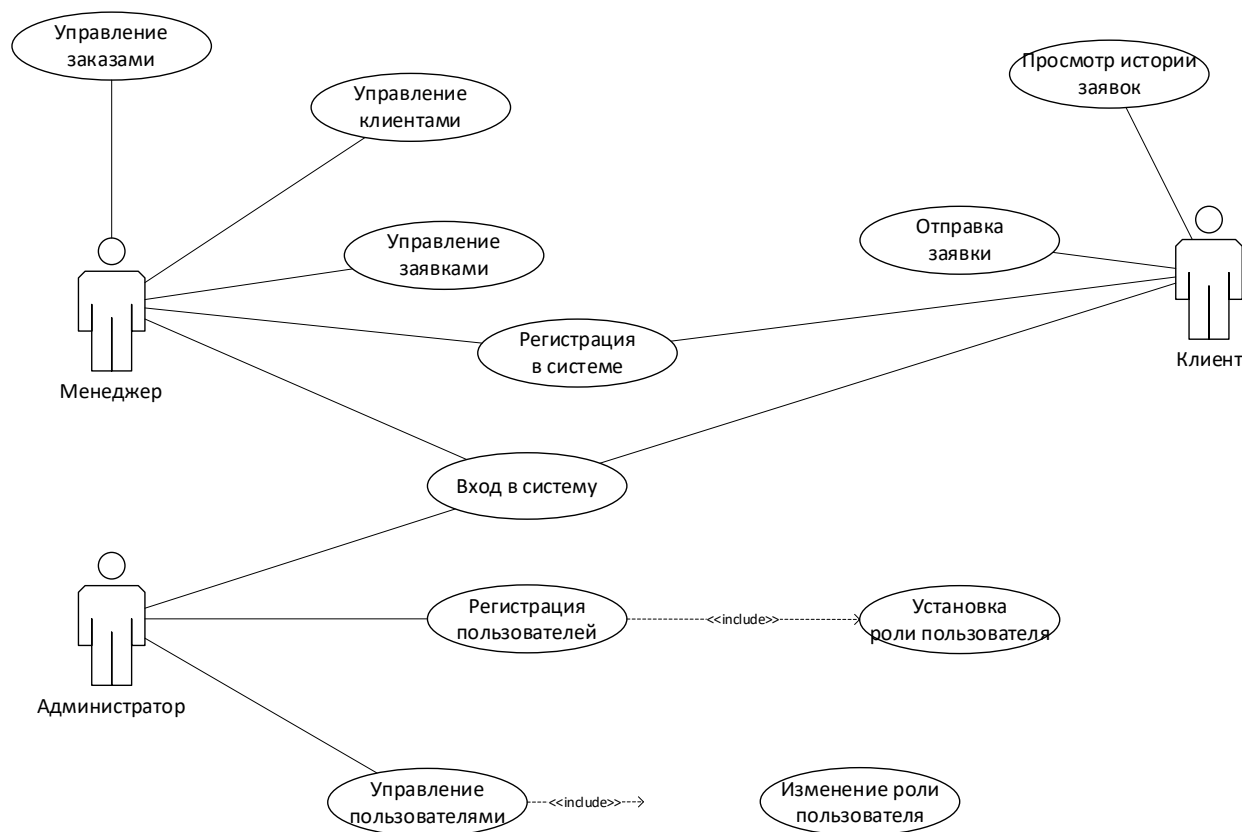 Управление
заказами
Управление
клиентами
Просмотр истории
заявок
Управление
заявками
Отправка
заявки
Регистрация
в системе
Менеджер
Клиент
Вход в систему
Регистрация
пользователей
<<include>>
Установка
роли пользователя
Администратор
Управление
пользователями
<<include>>
Изменение роли
пользователя